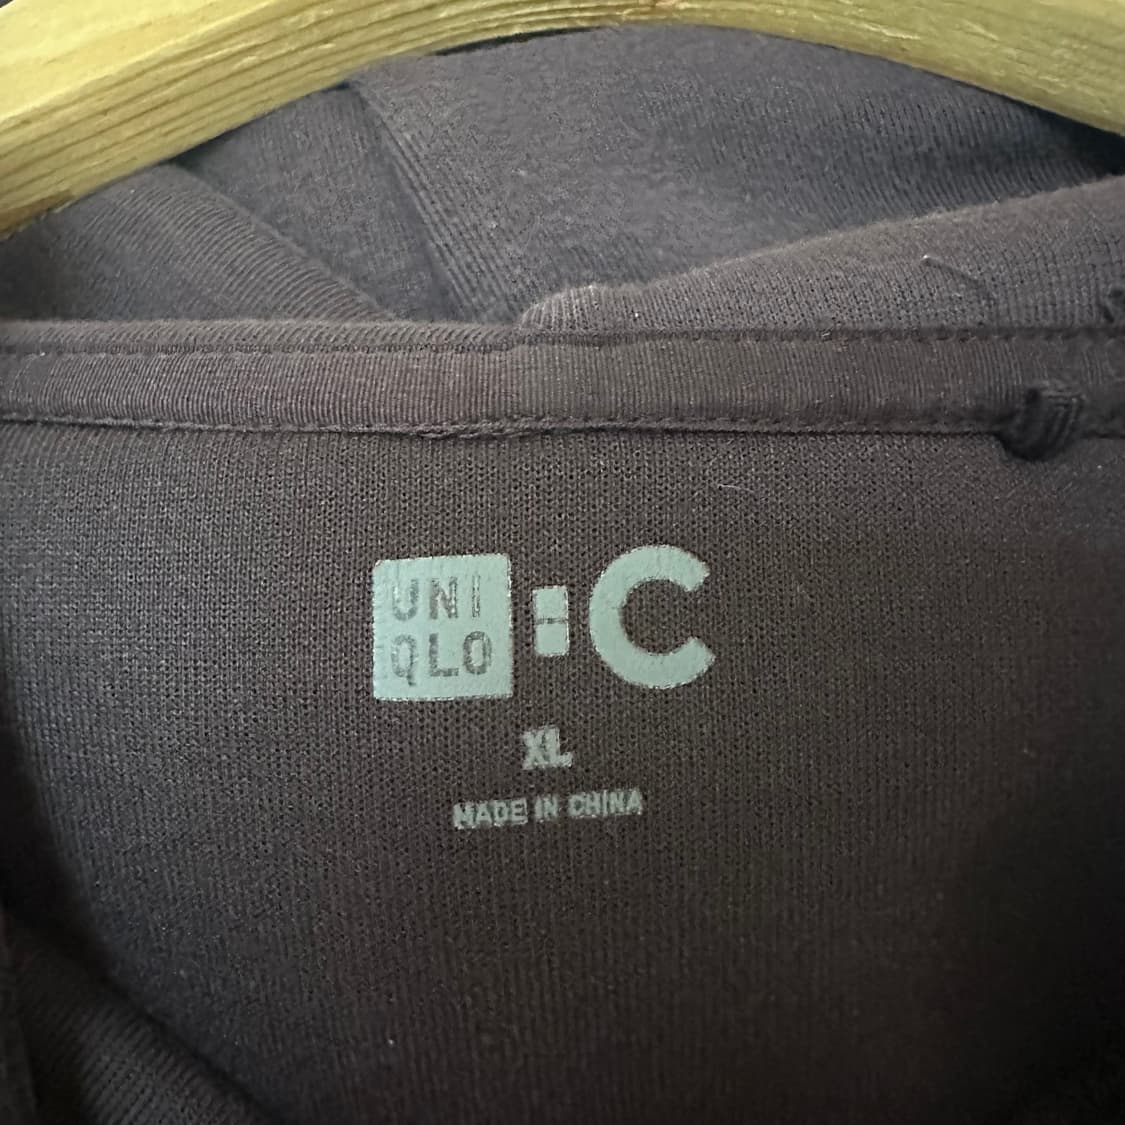 UNI
QLO : C
XL
MADE IN CHINA